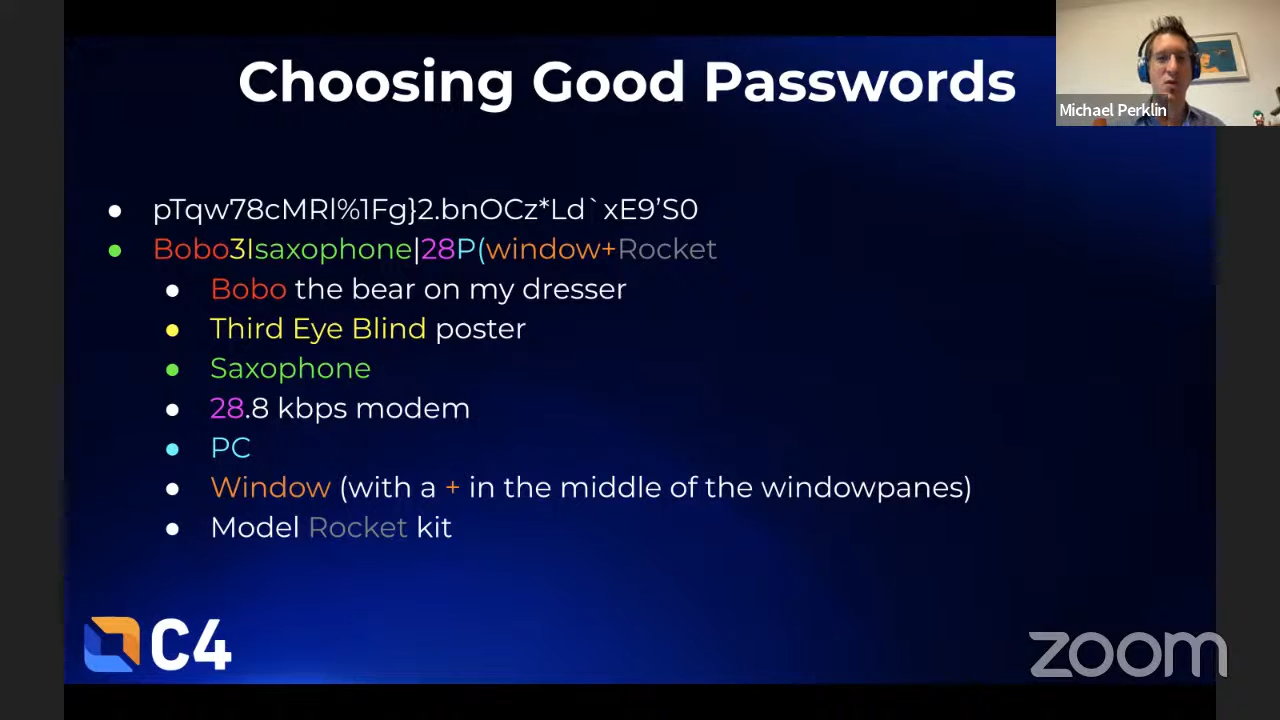 Choosing Good Passwords
Michael Perklin
pTqw78cMRl%1Fg}2.bnOCz*Ld`xE9’S0
Bobo3Isaxophone|28P(window+Rocket
Bobo the bear on my dresser
Third Eye Blind poster
Saxophone
28.8 kbps modem
PC
Window (with a + in the middle of the windowpanes)
Model Rocket kit
C4
zoom